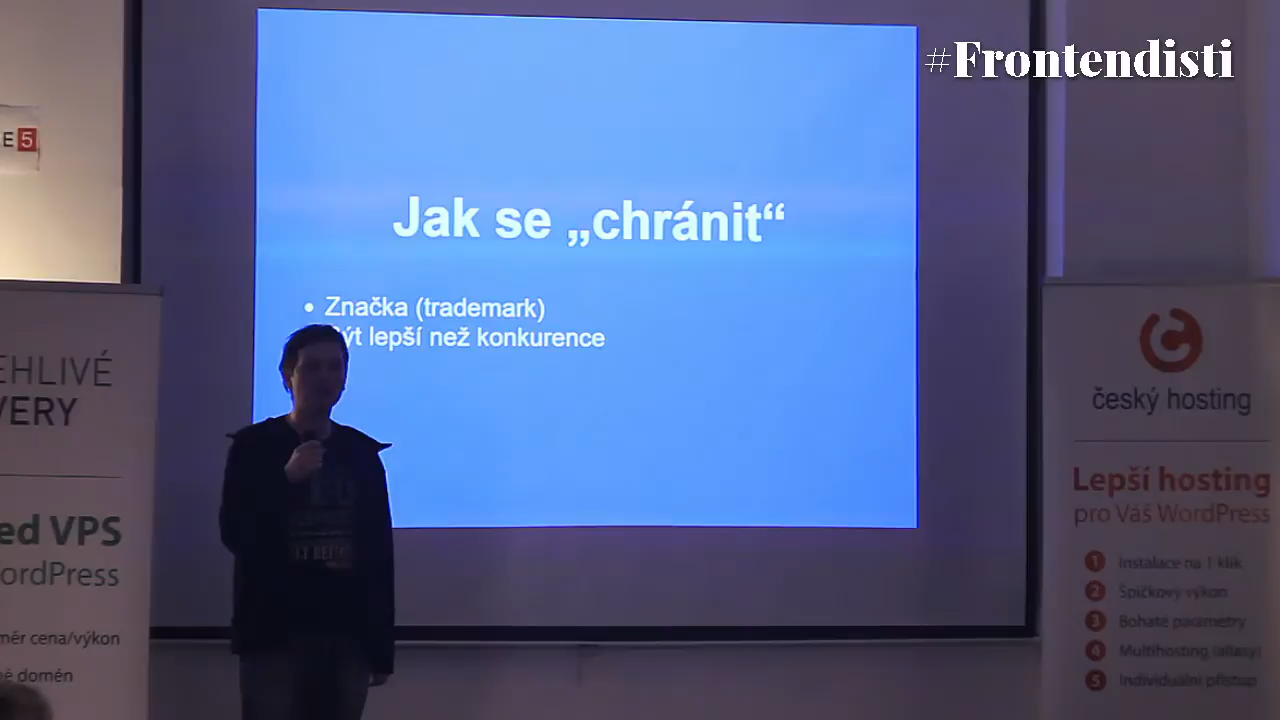 #Frontendisti
E5
Jak se „chránit“
• Značka (trademark)
lepší než konkurence
EHLIVÉ
VERY
ed VPS
ordPress
měr cena/výkon
domén
český hosting
Lepší hosting
pro Váš WordPress
1 Instalace na 1 klik
2 Špičkový výkon
3 Bohaté parametry
4 Multihosting (aliasy)
5 Individuální přístup